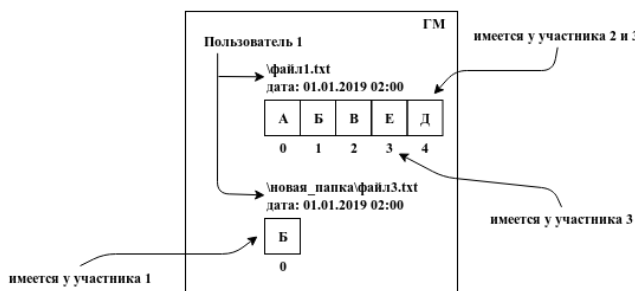 ГМ
имеется у участника 2 и 3
Пользователь 1
\файл1.txt
дата: 01.01.2019 02:00
А Б В Е Д
0 1 2 3 4
\новая_папка\файл3.txt
дата: 01.01.2019 02:00
имеется у участника 3
Б
0
имеется у участника 1